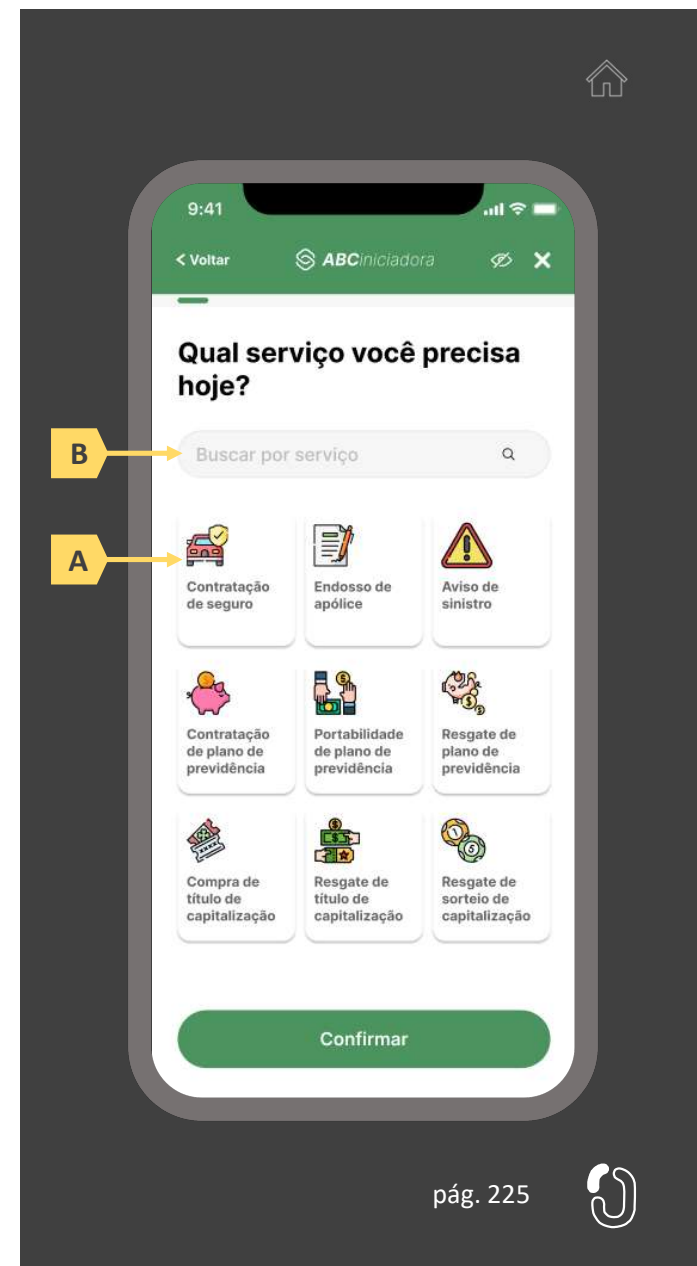 9:41
< Voltar
ABCiniciadora
Qual serviço você precisa
hoje?
B
Buscar por serviço
A
Contratação
de seguro
Endosso de
apólice
Aviso de
sinistro
Contratação
de plano de
previdência
Portabilidade
de plano de
previdência
Resgate de
plano de
previdência
Compra de
título de
capitalização
Resgate de
título de
capitalização
Resgate de
sorteio de
capitalização
Confirmar
pág. 225